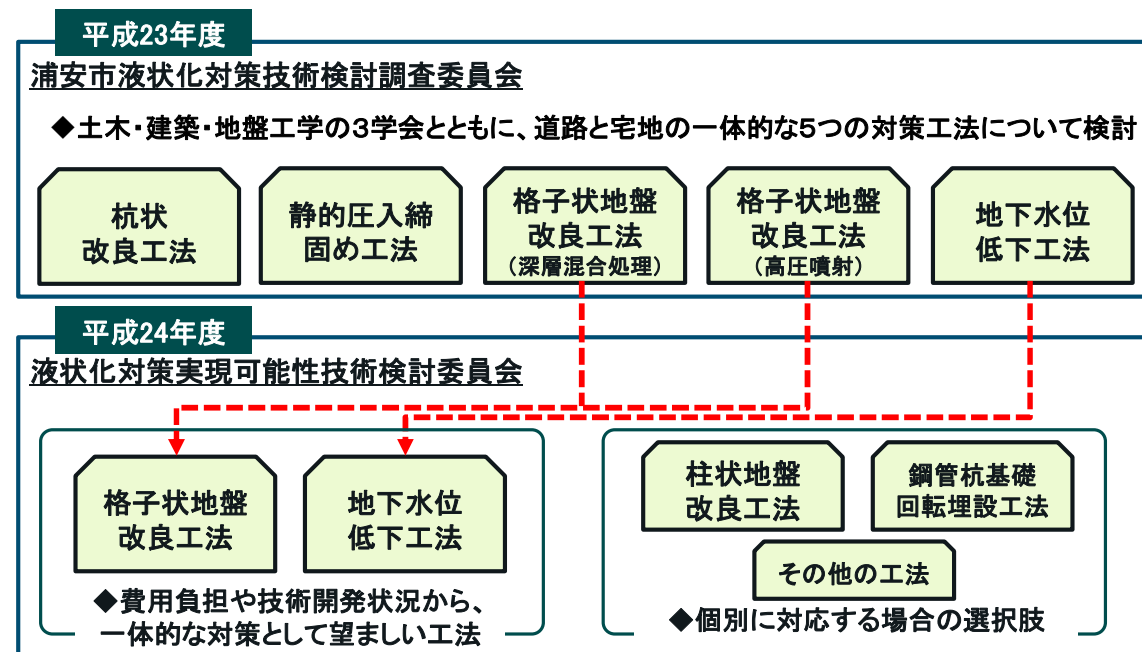 平成23年度
浦安市液状化対策技術検討調査委員会
◆土木・建築・地盤工学の3学会とともに、道路と宅地の一体的な5つの対策工法について検討
杭状
改良工法
静的圧入締
固め工法
格子状地盤
改良工法
（深層混合処理）
格子状地盤
改良工法
（高圧噴射）
地下水位
低下工法
平成24年度
液状化対策実現可能性技術検討委員会
格子状地盤
改良工法
地下水位
低下工法
◆費用負担や技術開発状況から、
一体的な対策として望ましい工法
柱状地盤
改良工法
鋼管杭基礎
回転埋設工法
その他の工法
◆個別に対応する場合の選択肢